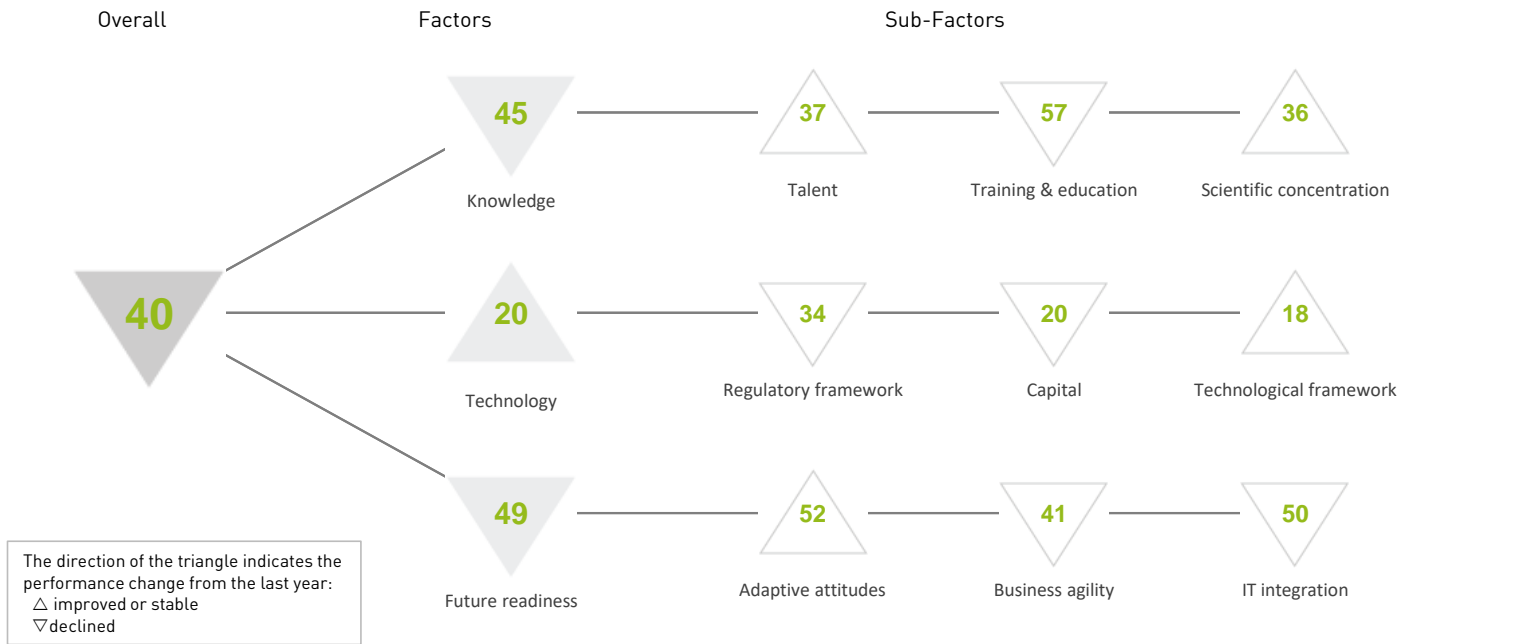 Overall
Factors
Sub-Factors
45
37
57
36
Knowledge
Talent
Training & education
Scientific concentration
40
20
34
20
18
Technology
Regulatory framework
Capital
Technological framework
49
52
41
50
Future readiness
Adaptive attitudes
Business agility
IT integration
The direction of the triangle indicates the
performance change from the last year:
△ improved or stable
▽declined